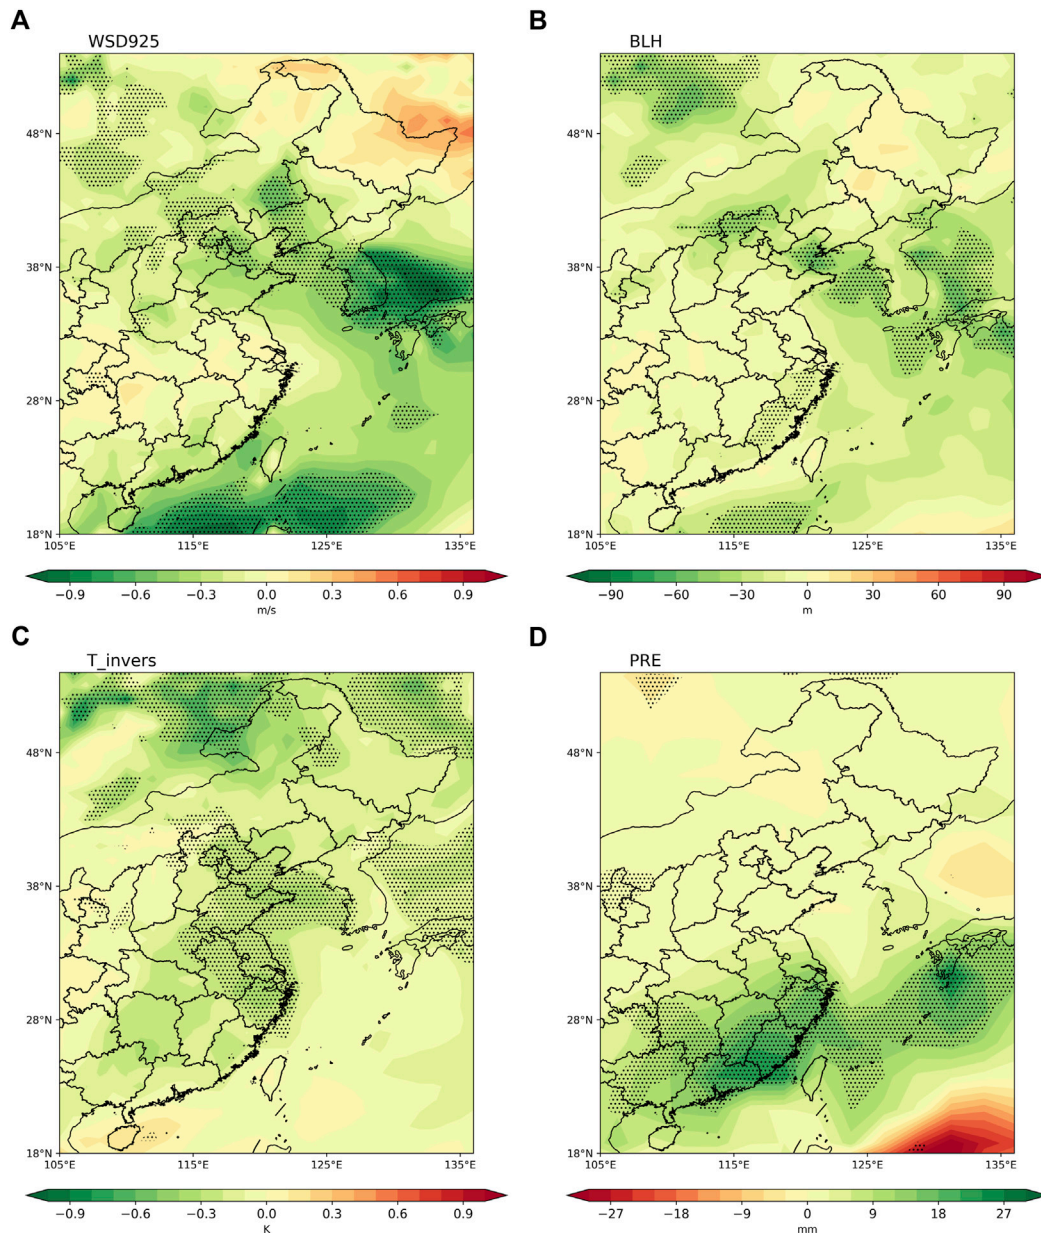 A
WSD925
48°N
38°N
28°N
18°N
105°E
115°E
125°E
135°E
−0.9
−0.6
−0.3
0.0
0.3
0.6
0.9
m/s
B
BLH
48°N
38°N
28°N
18°N
105°E
115°E
125°E
135°E
−90
−60
−30
0
30
60
90
m
C
T_invers
48°N
38°N
28°N
18°N
105°E
115°E
125°E
135°E
−0.9
−0.6
−0.3
0.0
0.3
0.6
0.9
K
D
PRE
48°N
38°N
28°N
18°N
105°E
115°E
125°E
135°E
−27
−18
−9
0
9
18
27
mm